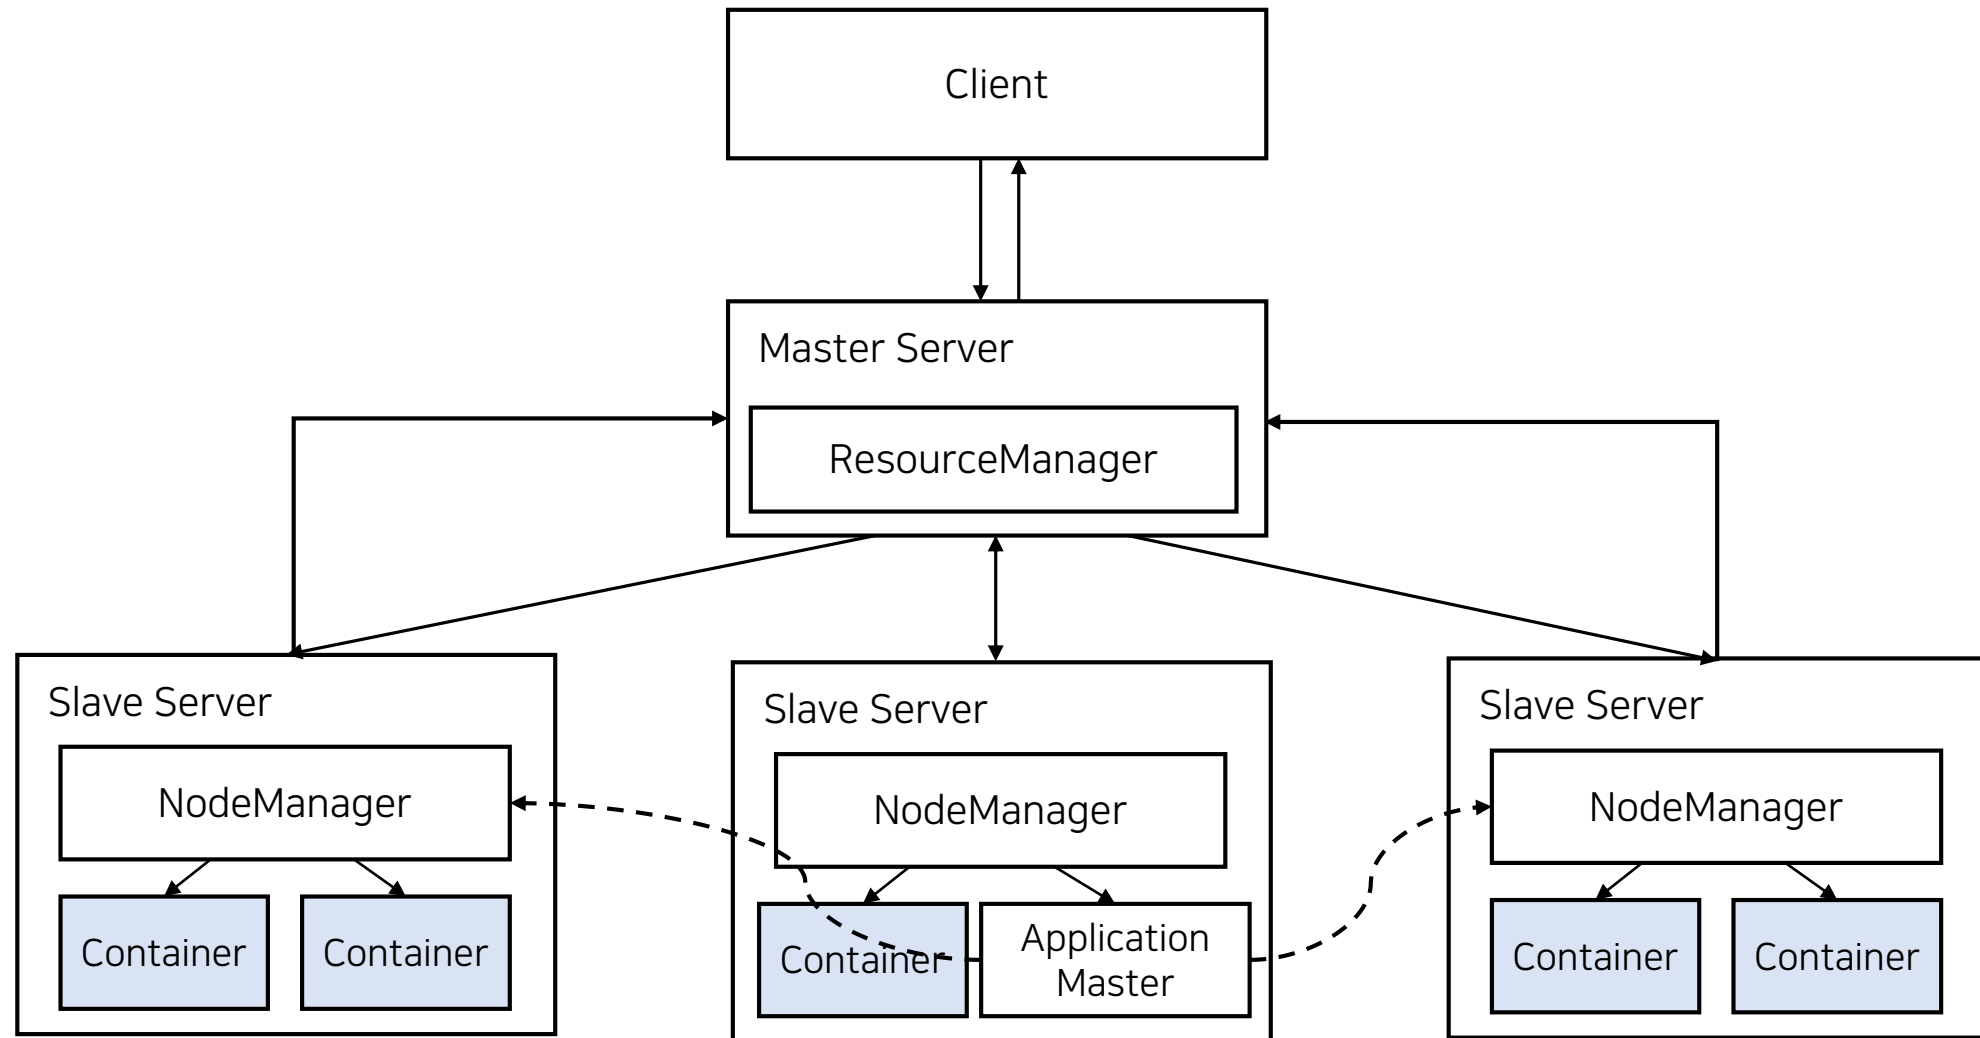 Client
Master Server
ResourceManager
Slave Server
NodeManager
Container
Container
Slave Server
NodeManager
Container
Application
Master
Slave Server
NodeManager
Container
Container